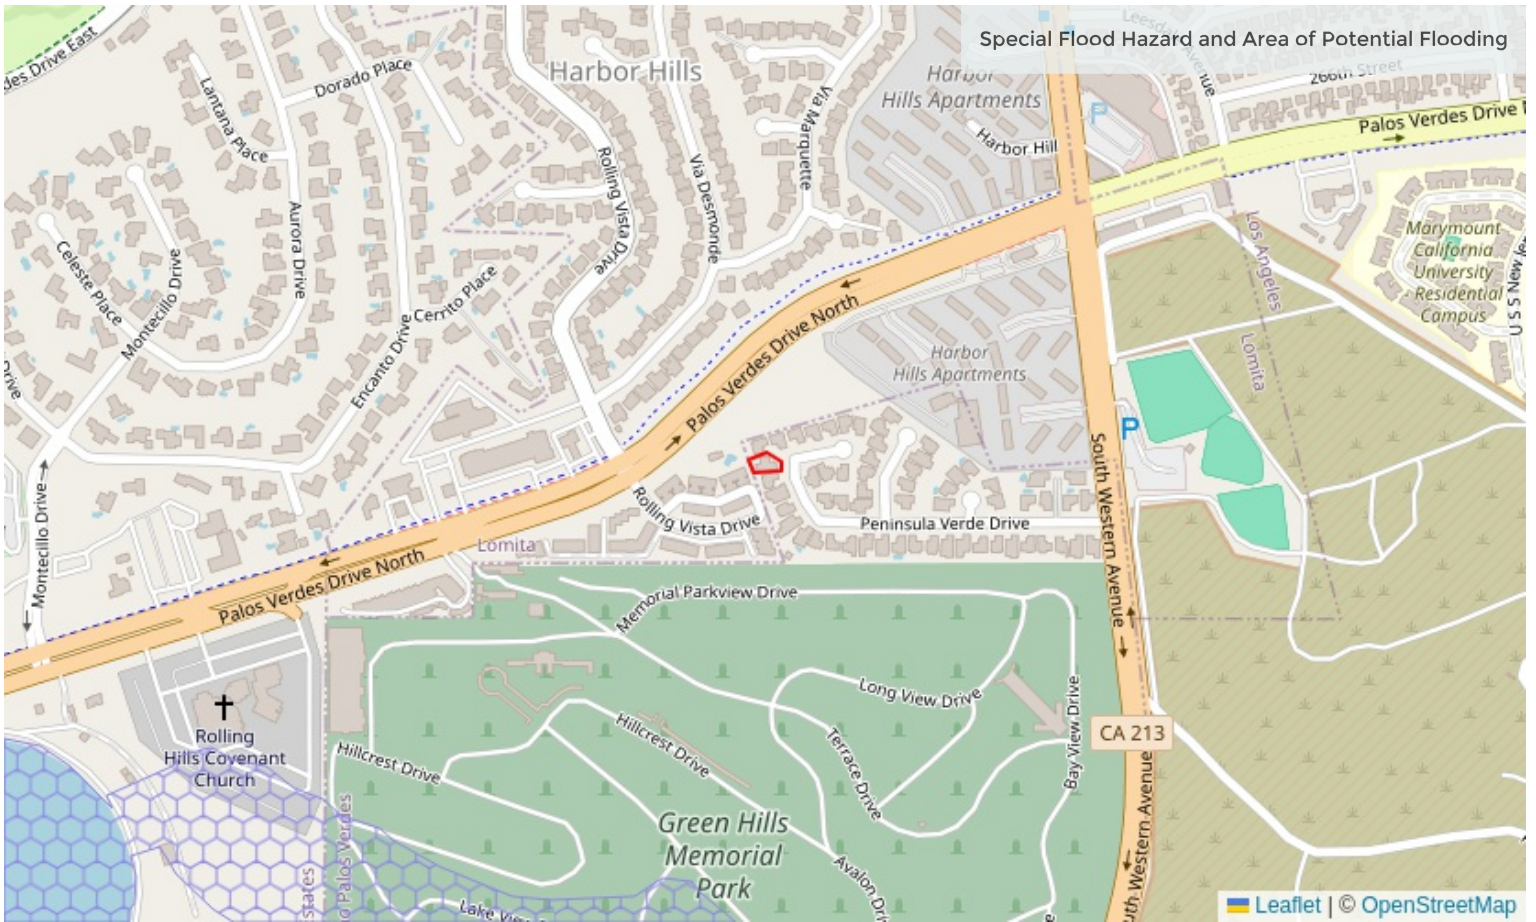 Special Flood Hazard and Area of Potential Flooding
Harbor Hills
Harbor
Hills Apartments
266th Street
Dorado Place
Lantana Place
Via Marquette
Harbor Hill
Palos Verdes Drive
Rolling Vista Drive
Via Desmonde
Aurora Drive
Celeste Place
Montecillo Drive
Cerrito Place
Encanto Drive
Drive
Los Angeles
Lomita
Marymount
California
University
Residential
Campus
Palos Verdes Drive North
Harbor
Hills Apartments
P
P
South Western Avenue
Rolling Vista Drive
Peninsula Verde Drive
Lomita
Montecillo Drive
Palos Verdes Drive North
Memorial Parkview Drive
Long View Drive
Bay View Drive
Terrace Drive
Hillcrest Drive
Hillcrest Drive
CA 213
Rolling
Hills Covenant
Church
Green Hills
Memorial
Park
Avalon
Leaflet | © OpenStreetMap